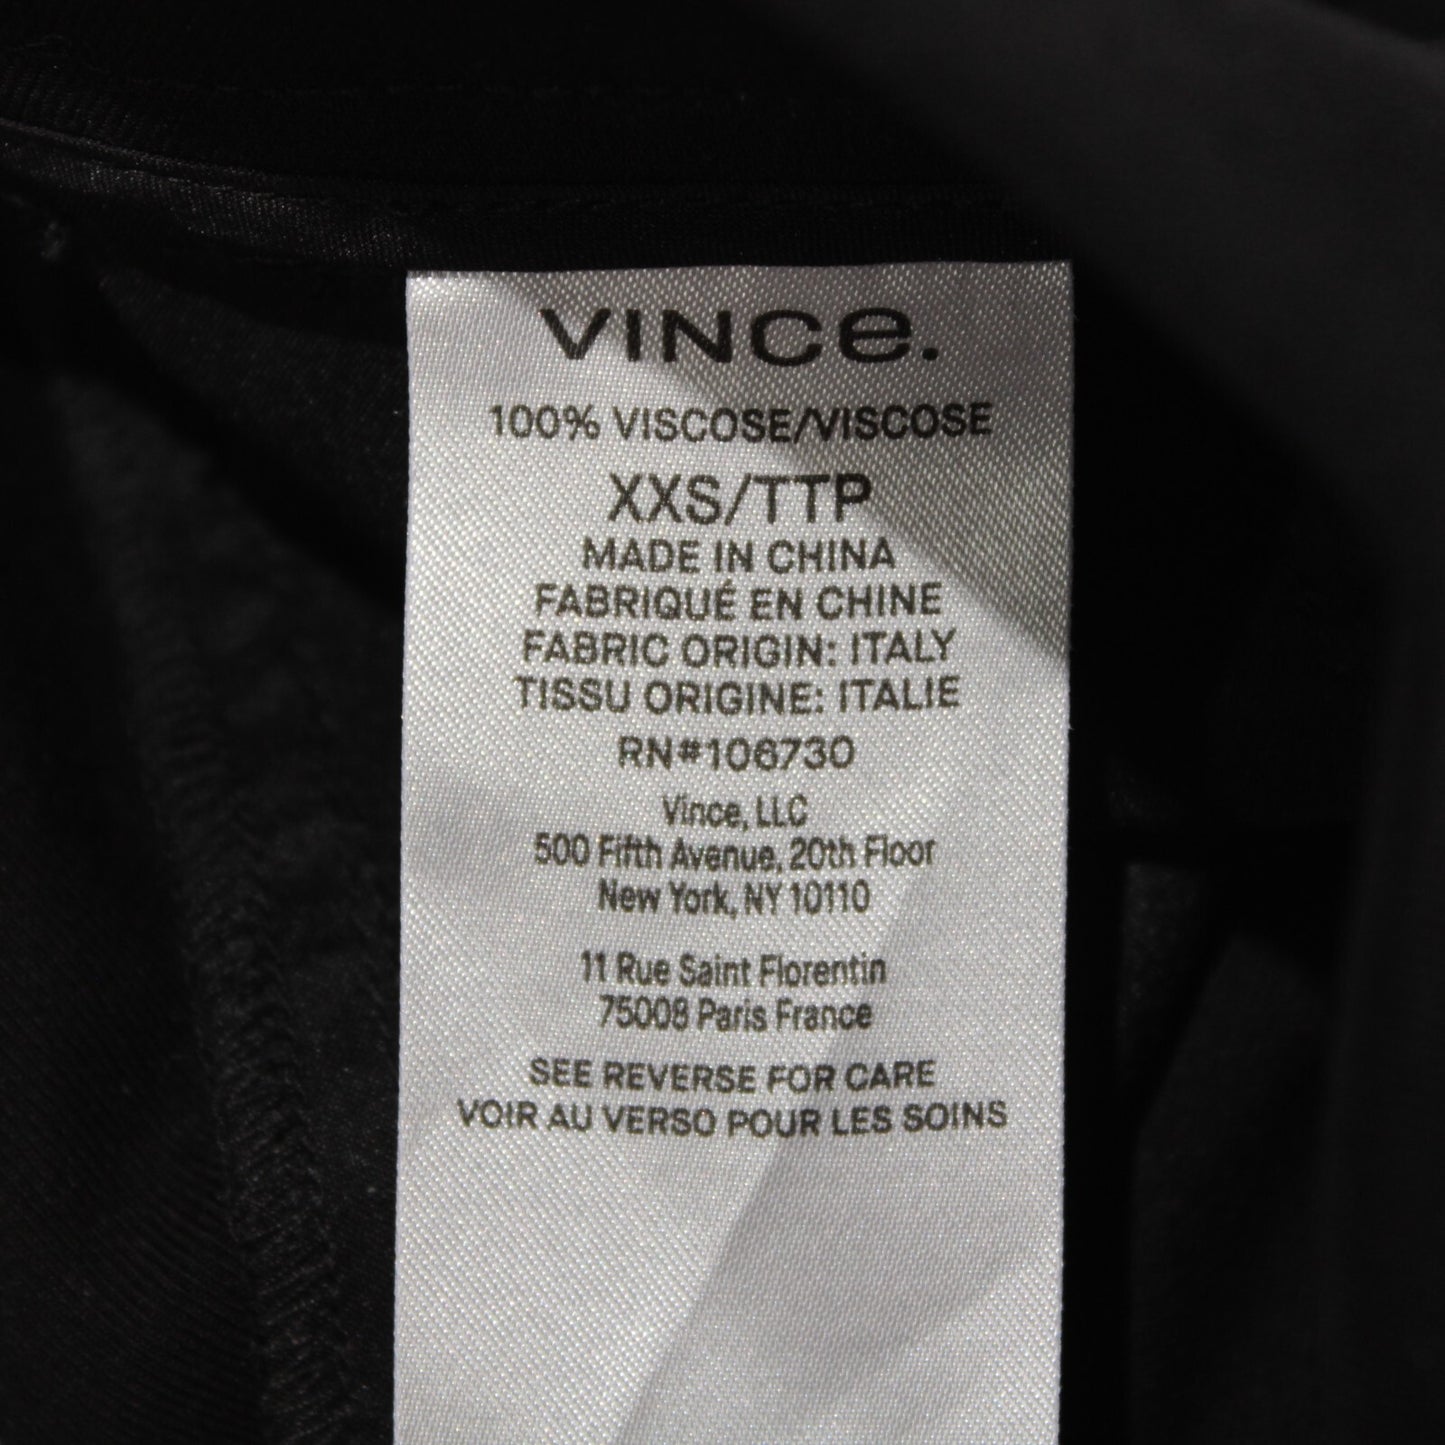 VINCe.
100% VISCOSE/VISCOSE
XXS/TTP
MADE IN CHINA
FABRIQUÉ EN CHINE
FABRIC ORIGIN: ITALY
TISSU ORIGINE: ITALIE
RN#106730
Vince, LLC
500 Fifth Avenue, 20th Floor
New York, NY 10110
11 Rue Saint Florentin
75008 Paris France
SEE REVERSE FOR CARE
VOIR AU VERSO POUR LES SOINS